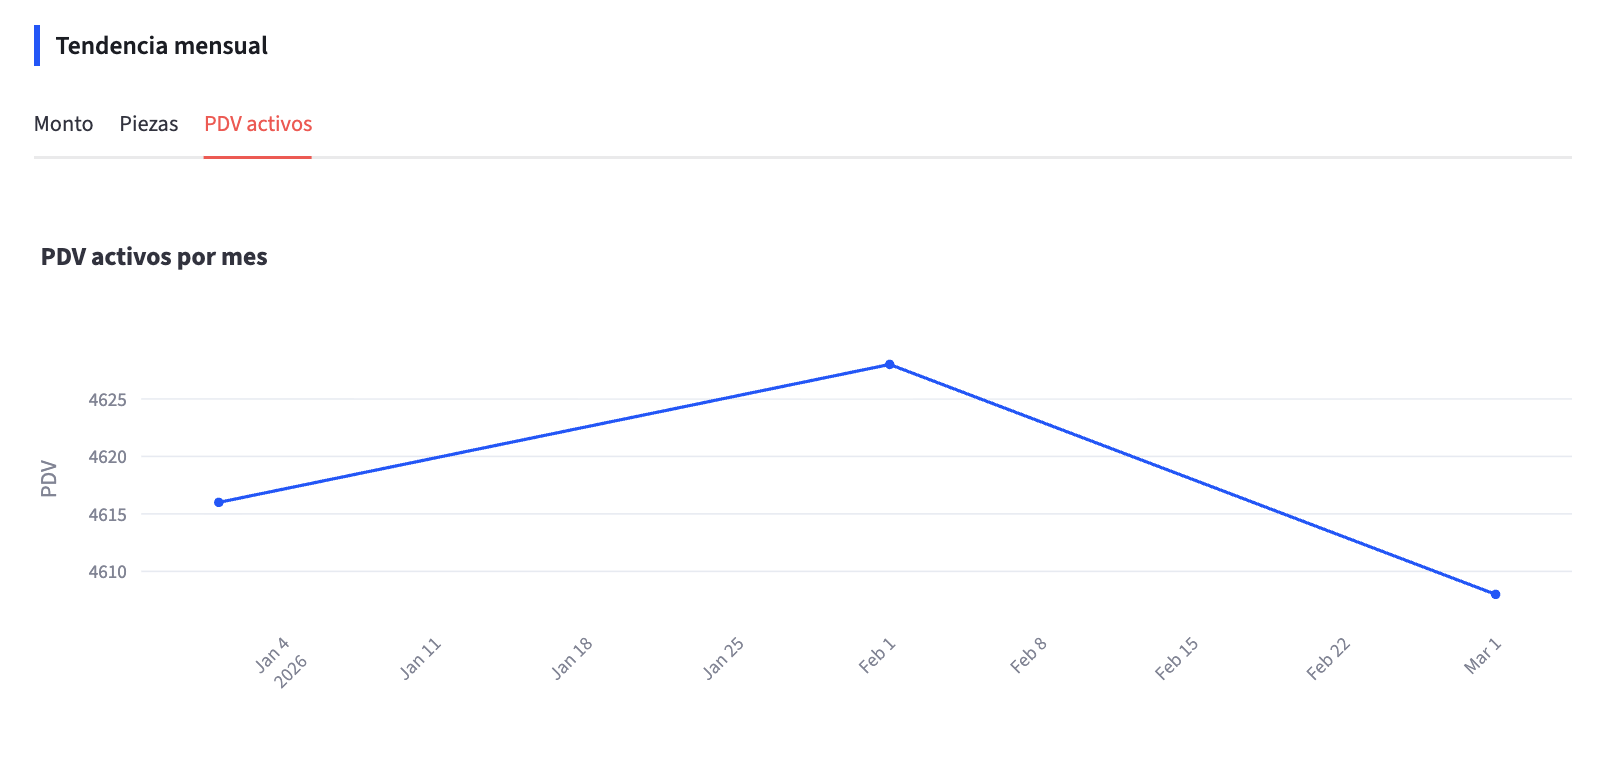 Tendencia mensual
Monto Piezas PDV activos
PDV activos por mes
PDV
4625
4620
4615
4610
Jan 4
2026
Jan 11
Jan 18
Jan 25
Feb 1
Feb 8
Feb 15
Feb 22
Mar 1